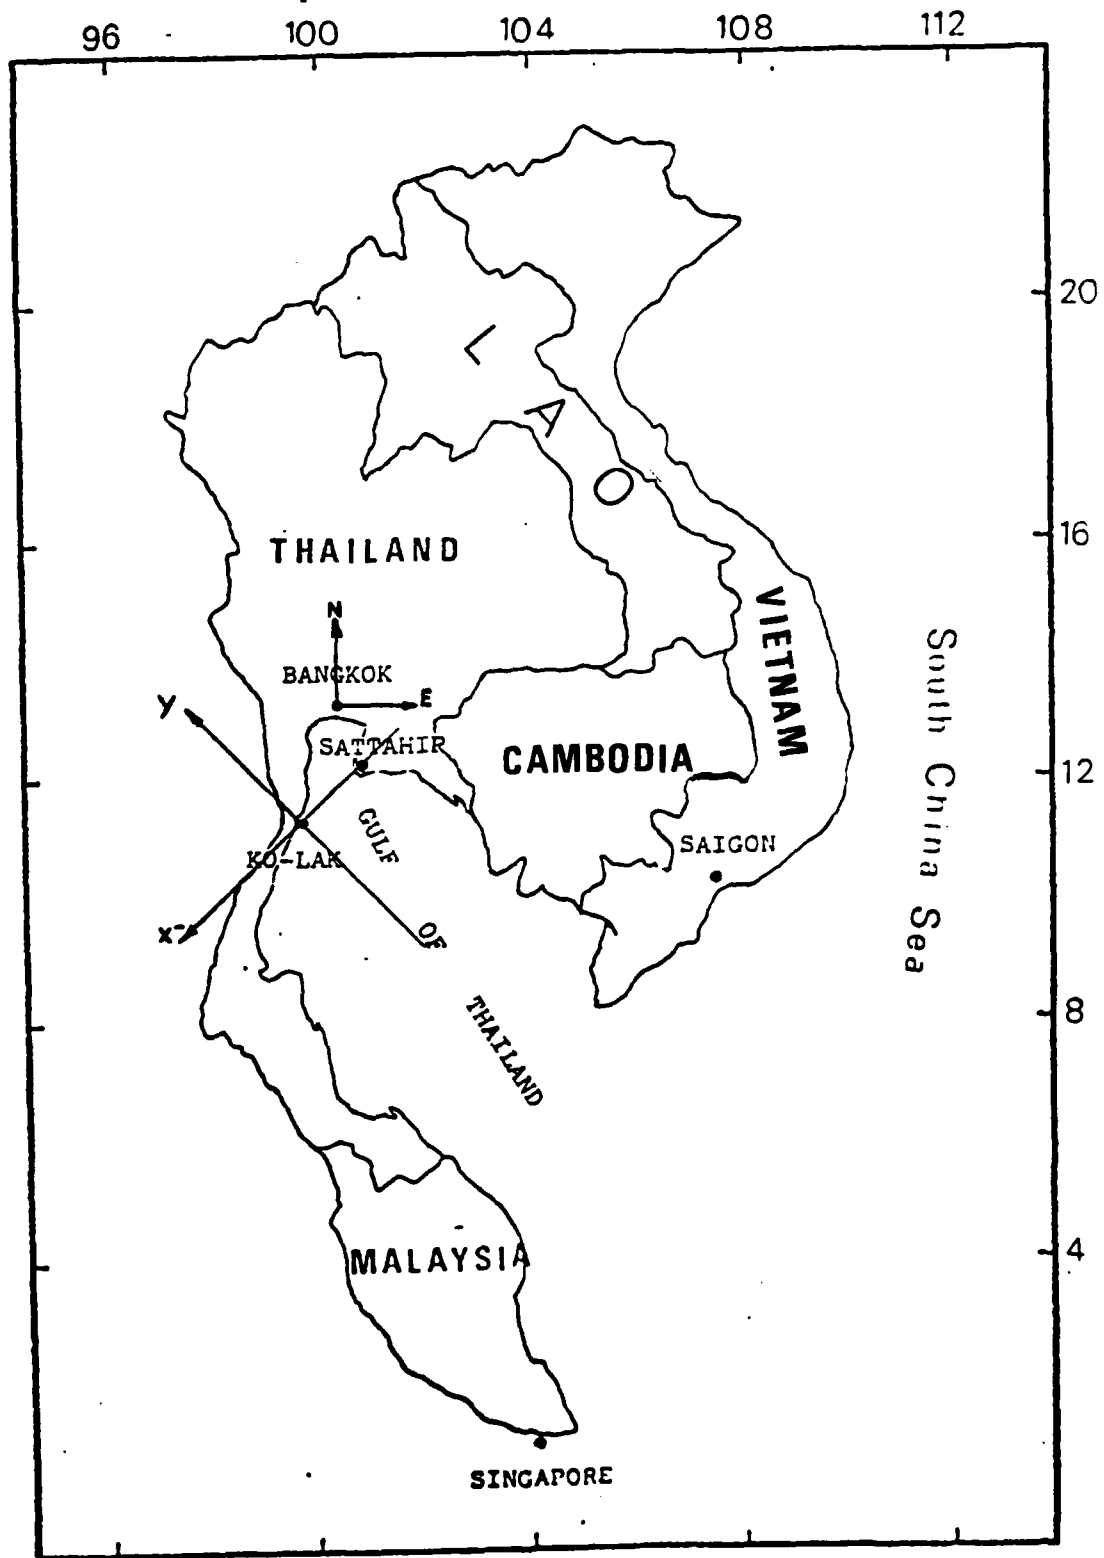 96 100 104 108 112
20
L
A
O
16
THAILAND
VIETNAM
N
BANGKOK
E
South China Sea
y
SATTAHIR
CAMBODIA
12
GULF
SAIGON
KO-LAK
x
OF
8
THAILAND
MALAYSIA
4
SINGAPORE